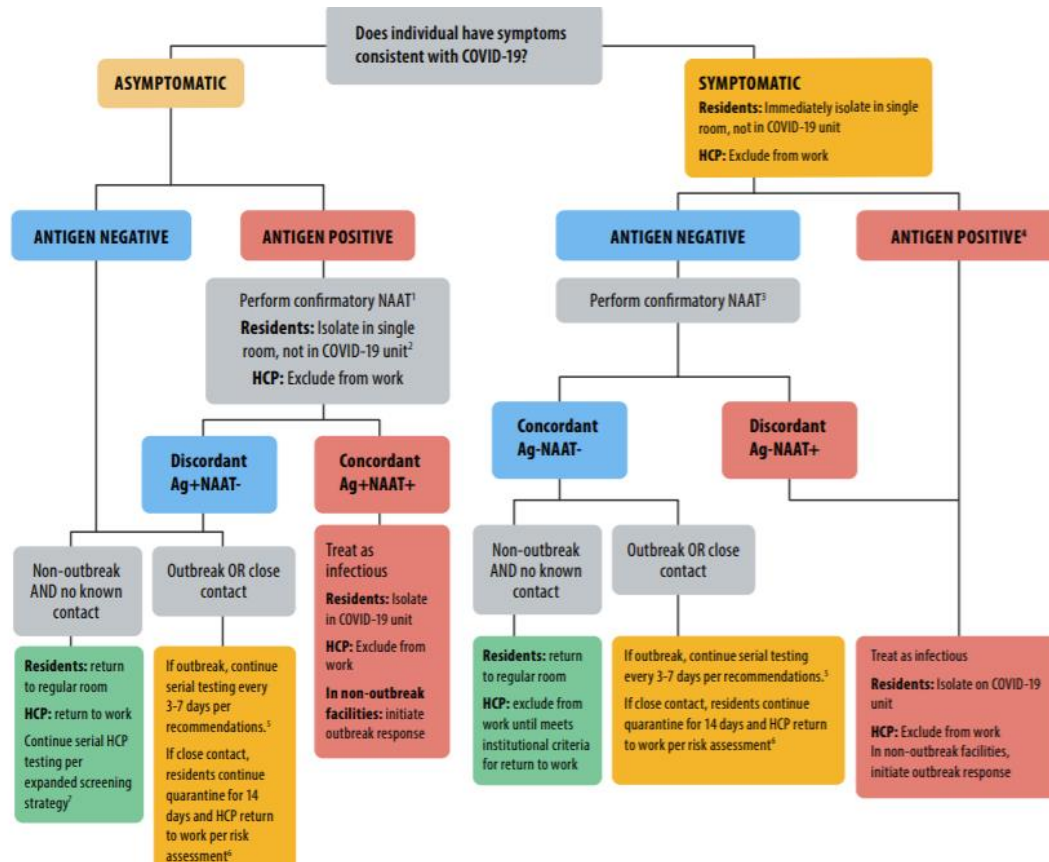 Does individual have symptoms
consistent with COVID-19?
ASYMPTOMATIC
SYMPTOMATIC
Residents: Immediately isolate in single
room, not in COVID-19 unit
HCP: Exclude from work
ANTIGEN NEGATIVE
ANTIGEN POSITIVE
ANTIGEN NEGATIVE
ANTIGEN POSITIVE⁴
Perform confirmatory NAAT¹
Residents: Isolate in single
room, not in COVID-19 unit²
HCP: Exclude from work
Perform confirmatory NAAT³
Discordant
Ag+NAAT-
Concordant
Ag+NAAT+
Concordant
Ag-NAAT-
Discordant
Ag-NAAT+
Non-outbreak
AND no known
contact
Outbreak OR close
contact
Treat as
infectious
Residents: Isolate
in COVID-19 unit
HCP: Exclude from
work
In non-outbreak
facilities: initiate
outbreak response
Non-outbreak
AND no known
contact
Outbreak OR close
contact
Residents: return
to regular room
HCP: return to work
Continue serial HCP
testing per
expanded screening
strategy⁷
If outbreak, continue
serial testing every
3-7 days per
recommendations.⁵
If close contact,
residents continue
quarantine for 14
days and HCP return
to work per risk
assessment⁶
Residents: return
to regular room
HCP: exclude from
work until meets
institutional criteria
for return to work
If outbreak, continue serial testing
every 3-7 days per recommendations.⁵
If close contact, residents continue
quarantine for 14 days and HCP return
to work per risk assessment⁶
Treat as infectious
Residents: Isolate on COVID-19
unit
HCP: Exclude from work
In non-outbreak facilities,
initiate outbreak response